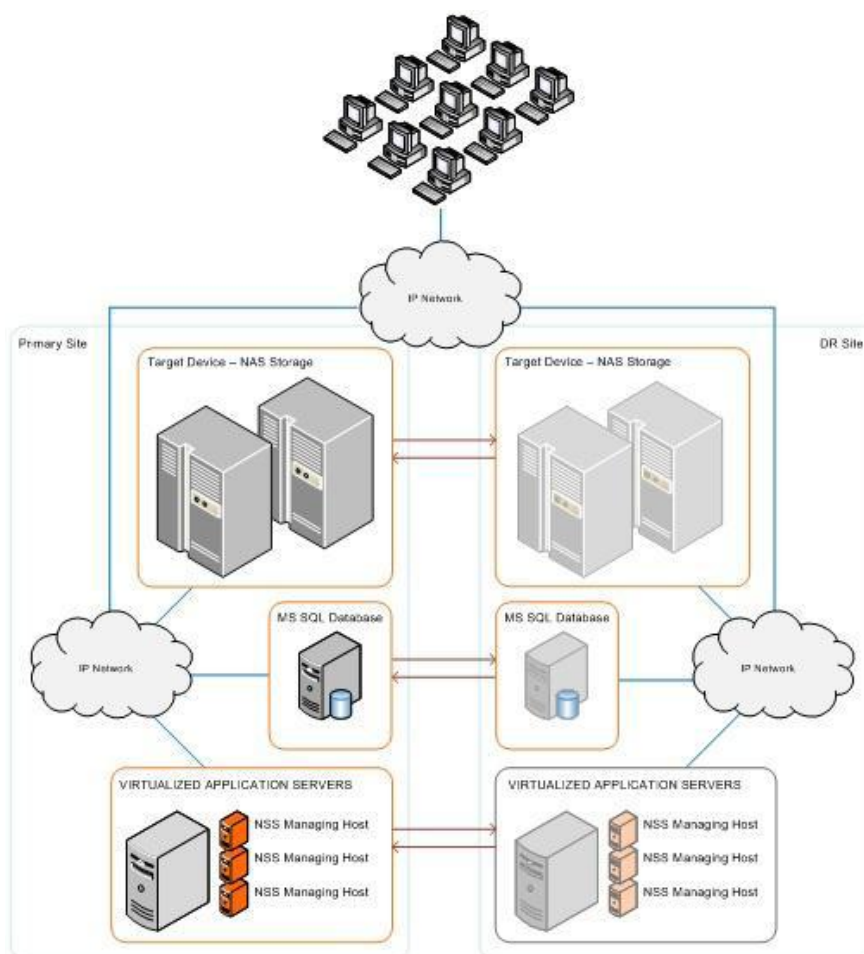 IP Network
Primary Site
DR Site
Target Device – NAS Storage
Target Device – NAS Storage
MS SQL Database
MS SQL Database
IP Network
IP Network
VIRTUALIZED APPLICATION SERVERS
NSS Managing Host
NSS Managing Host
NSS Managing Host
VIRTUALIZED APPLICATION SERVERS
NSS Managing Host
NSS Managing Host
NSS Managing Host